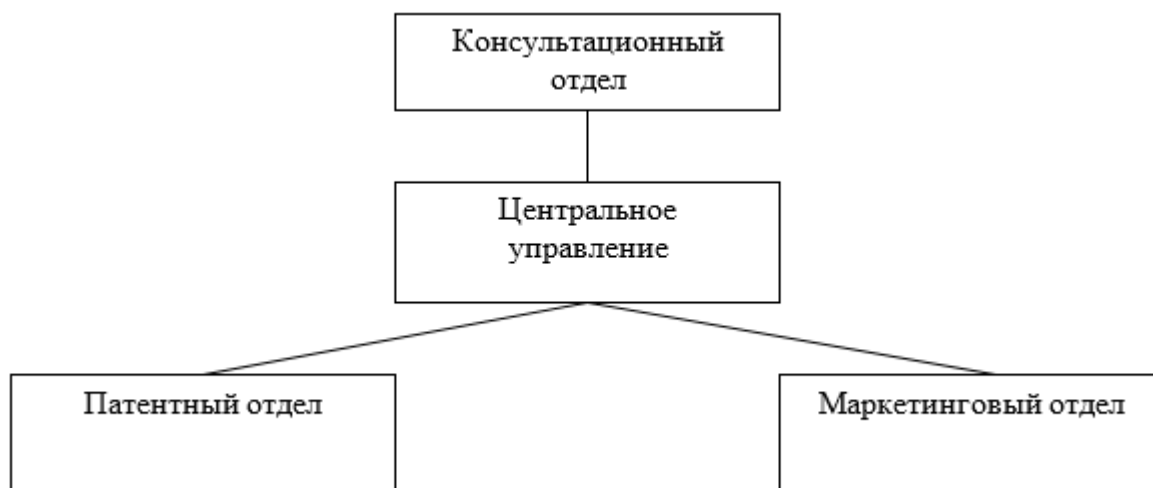 Консультационный
отдел
Центральное
управление
Патентный отдел
Маркетинговый отдел